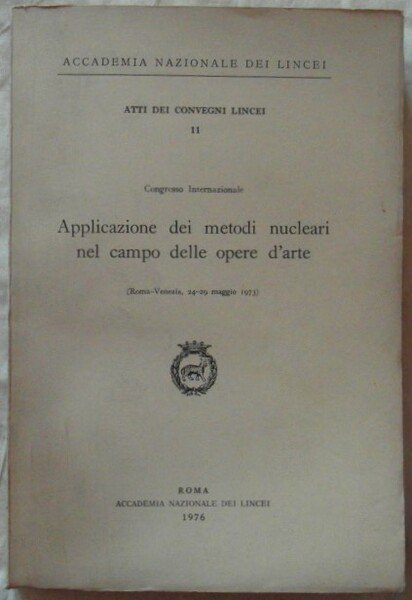 ACCADEMIA NAZIONALE DEI LINCEI
ATTI DEI CONVEGNI LINCEI
11
Congresso Internazionale
Applicazione dei metodi nucleari
nel campo delle opere d'arte
(Roma-Venezia, 24-29 maggio 1973)
ROMA
ACCADEMIA NAZIONALE DEI LINCEI
1976